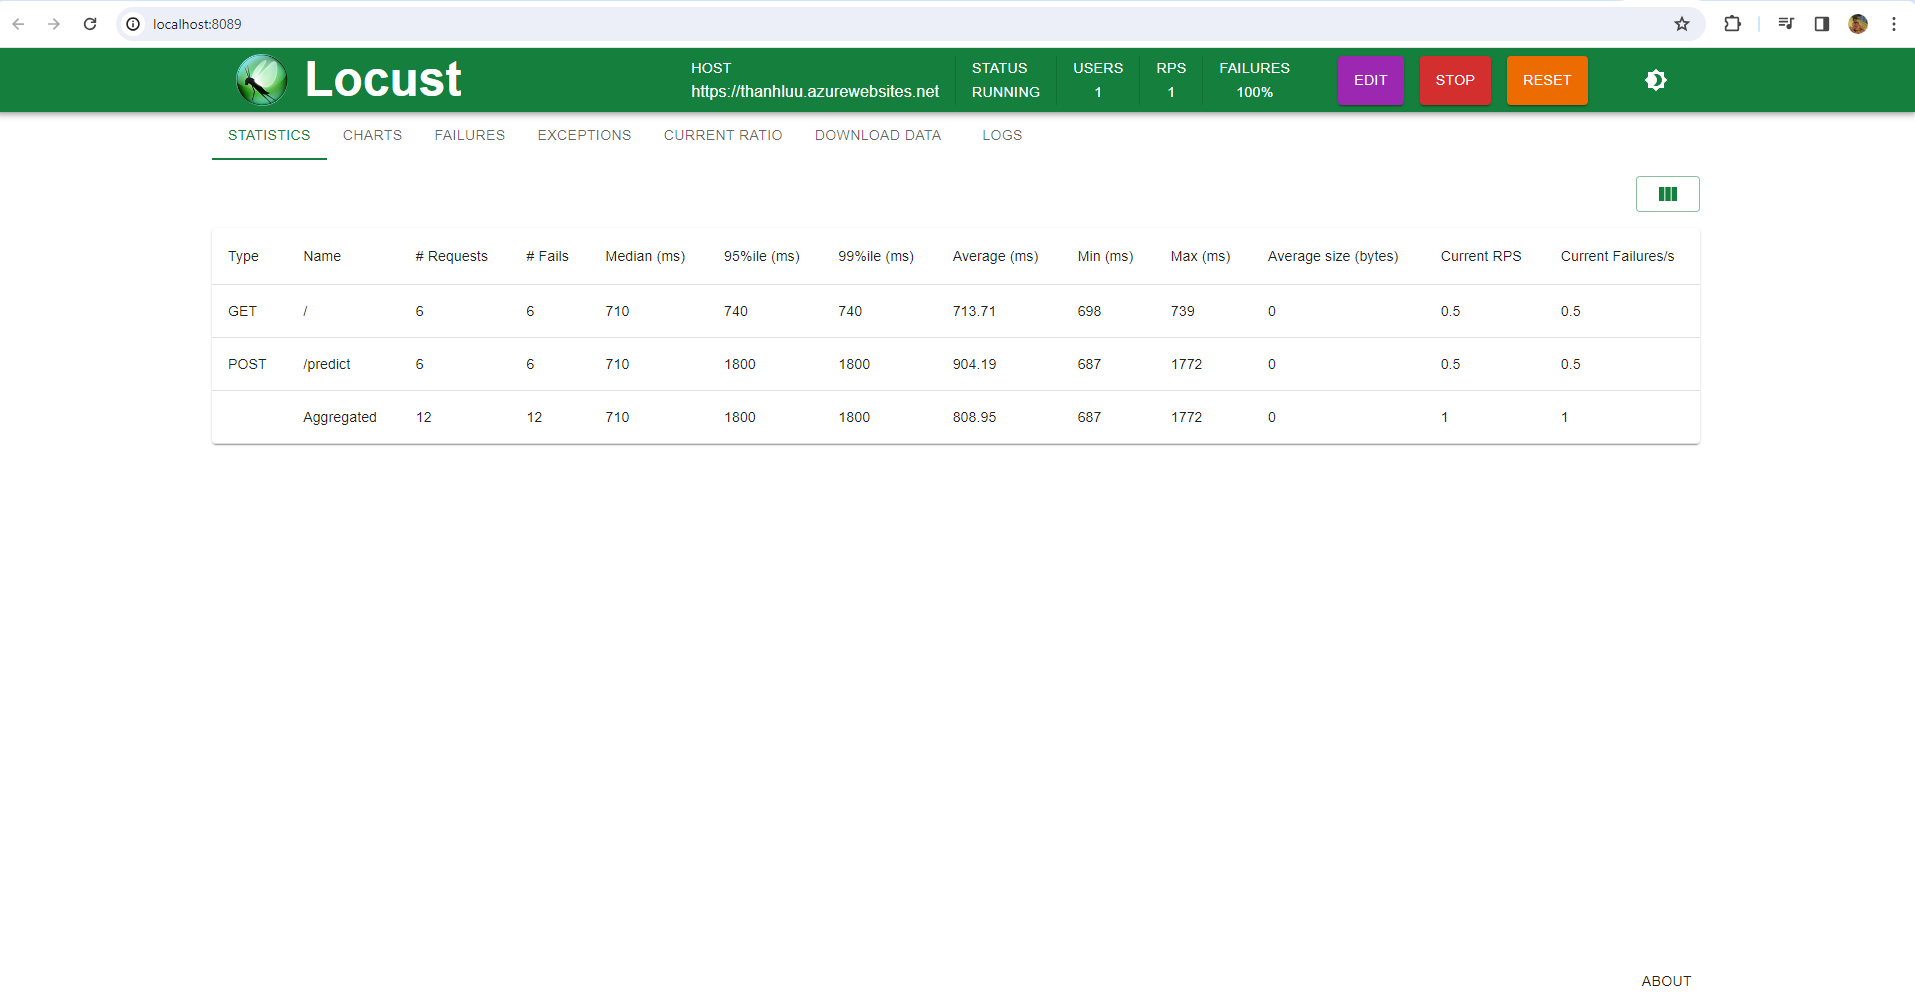 localhost:8089
Locust
HOST
https://thanhluu.azurewebsites.net
STATUS
RUNNING
USERS
1
RPS
1
FAILURES
100%
EDIT
STOP
RESET
STATISTICS CHARTS FAILURES EXCEPTIONS CURRENT RATIO DOWNLOAD DATA LOGS
Type Name # Requests # Fails Median (ms) 95%ile (ms) 99%ile (ms) Average (ms) Min (ms) Max (ms) Average size (bytes) Current RPS Current Failures/s
GET / 6 6 710 740 740 713.71 698 739 0 0.5 0.5
POST /predict 6 6 710 1800 1800 904.19 687 1772 0 0.5 0.5
Aggregated 12 12 710 1800 1800 808.95 687 1772 0 1 1
ABOUT